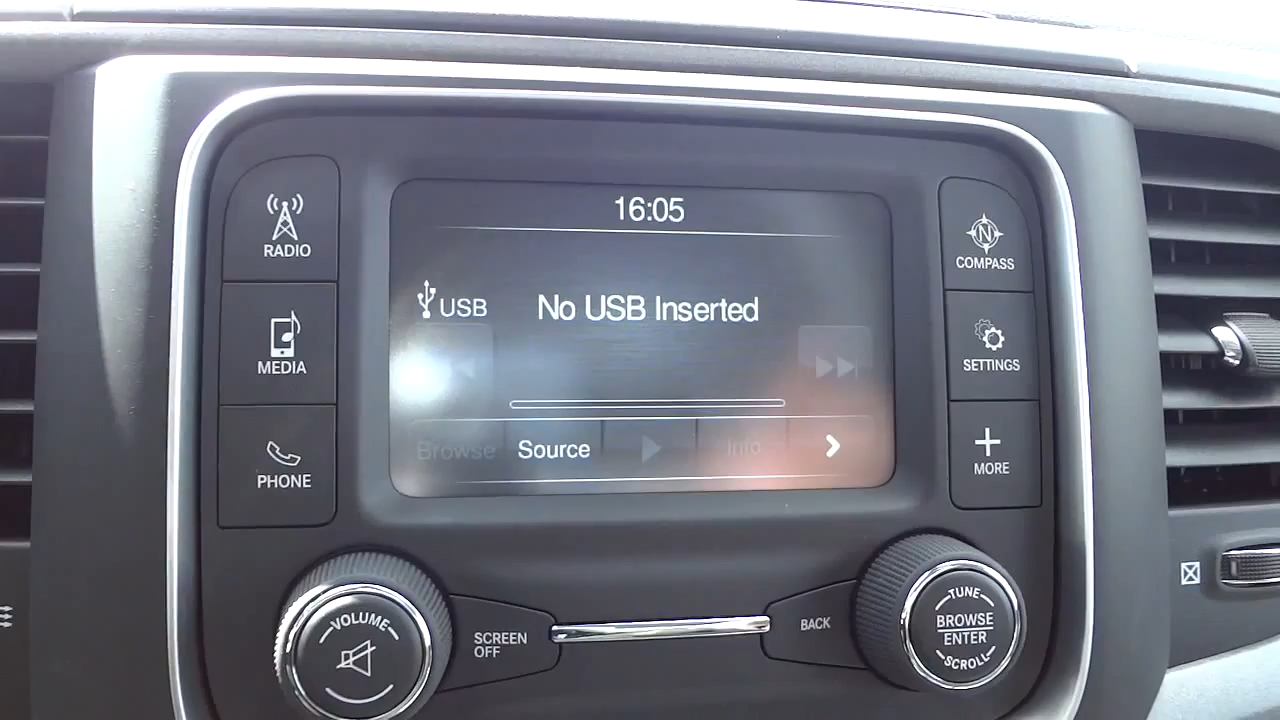 16:05
RADIO
USB No USB Inserted
MEDIA
Browse Source Info
PHONE
N
COMPASS
SETTINGS
MORE
VOLUME
SCREEN
OFF
BACK
TUNE
BROWSE
ENTER
SCROLL